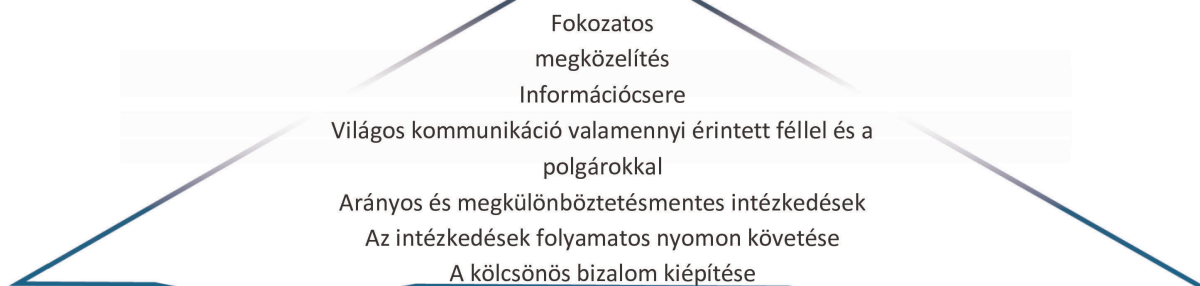 Fokozatos
megközelítés
Információcsere
Világos kommunikáció valamennyi érintett féllel és a
polgárokkal
Arányos és megkülönböztetésmentes intézkedések
Az intézkedések folyamatos nyomon követése
A kölcsönös bizalom kiépítése